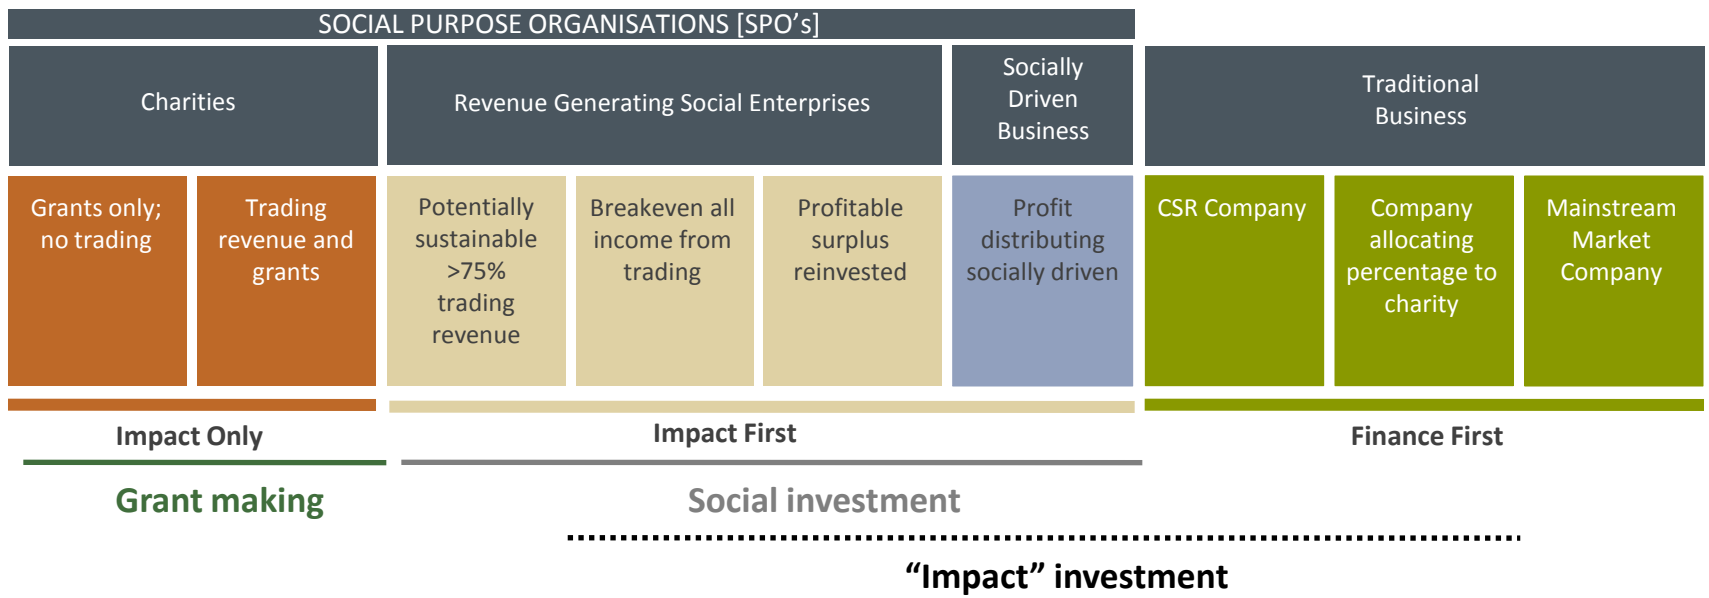 SOCIAL PURPOSE ORGANISATIONS [SPO's]
Charities
Revenue Generating Social Enterprises
Socially
Driven
Business
Traditional
Business
Grants only;
no trading
Trading
revenue and
grants
Potentially
sustainable
>75%
trading
revenue
Breakeven all
income from
trading
Profitable
surplus
reinvested
Profit
distributing
socially driven
CSR Company
Company
allocating
percentage to
charity
Mainstream
Market
Company
Impact Only
Impact First
Finance First
Grant making
Social investment
“Impact” investment